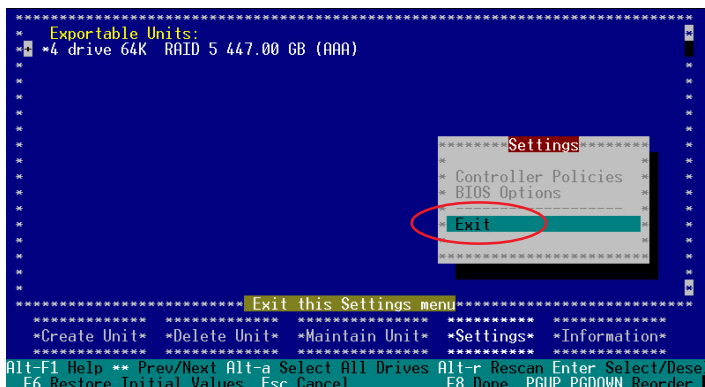 Exportable Units:
*4 drive 64K RAID 5 447.00 GB (AAA)
Settings
Controller Policies
BIOS Options
Exit
Exit this Settings menu
*Create Unit* *Delete Unit* *Maintain Unit* *Settings* *Information*
Alt-F1 Help ** Prev/Next Alt-a Select All Drives Alt-r Rescan Enter Select/Dese
F6 Restore Initial Values Esc Cancel F8 Done PGUP PGDOWN Reorder